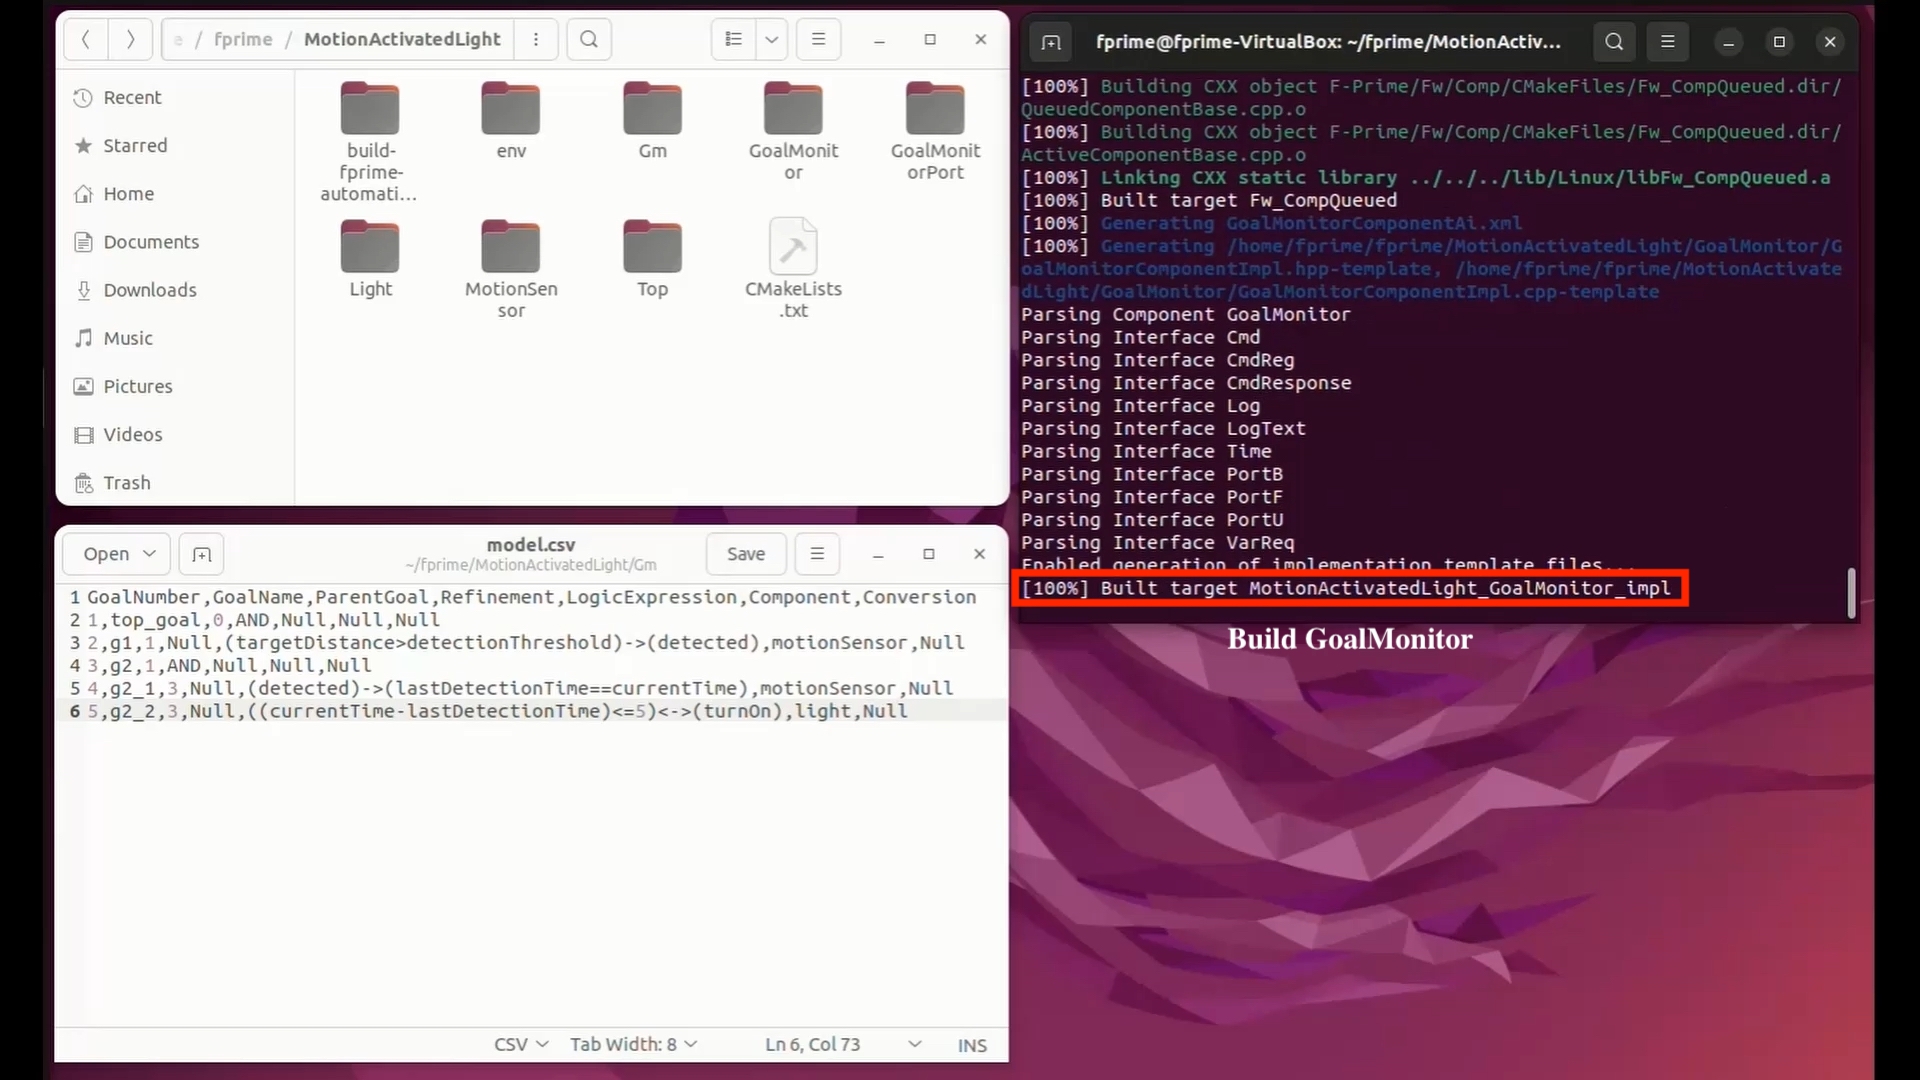 / fprime / MotionActivatedLight
Recent
Starred
Home
Documents
Downloads
Music
Pictures
Videos
Trash
build-
fprime-
automati...
env
Gm
GoalMonit
or
GoalMonit
orPort
Light
MotionSen
sor
Top
CMakeLists
.txt
Open
model.csv
~/fprime/MotionActivatedLight/Gm
Save
1 GoalNumber,GoalName,ParentGoal,Refinement,LogicExpression,Component,Conversion
2 1,top_goal,0,AND,Null,Null,Null
3 2,g1,1,Null,(targetDistance>detectionThreshold)->(detected),motionSensor,Null
4 3,g2,1,AND,Null,Null,Null
5 4,g2_1,3,Null,(detected)->(lastDetectionTime==currentTime),motionSensor,Null
6 5,g2_2,3,Null,((currentTime-lastDetectionTime)<=5)<->(turnOn),light,Null
CSV Tab Width: 8 Ln 6, Col 73 INS
fprime@fprime-VirtualBox: ~/fprime/MotionActiv...
[100%] Building CXX object F-Prime/Fw/Comp/CMakeFiles/Fw_CompQueued.dir/
QueuedComponentBase.cpp.o
[100%] Building CXX object F-Prime/Fw/Comp/CMakeFiles/Fw_CompQueued.dir/
ActiveComponentBase.cpp.o
[100%] Linking CXX static library ../../../lib/Linux/libFw_CompQueued.a
[100%] Built target Fw_CompQueued
[100%] Generating GoalMonitorComponentAi.xml
[100%] Generating /home/fprime/fprime/MotionActivatedLight/GoalMonitor/G
oalMonitorComponentImpl.hpp-template, /home/fprime/fprime/MotionActivate
dLight/GoalMonitor/GoalMonitorComponentImpl.cpp-template
Parsing Component GoalMonitor
Parsing Interface Cmd
Parsing Interface CmdReg
Parsing Interface CmdResponse
Parsing Interface Log
Parsing Interface LogText
Parsing Interface Time
Parsing Interface PortB
Parsing Interface PortF
Parsing Interface PortU
Parsing Interface VarReq
Enabled generation of implementation template files...
[100%] Built target MotionActivatedLight_GoalMonitor_impl
Build GoalMonitor